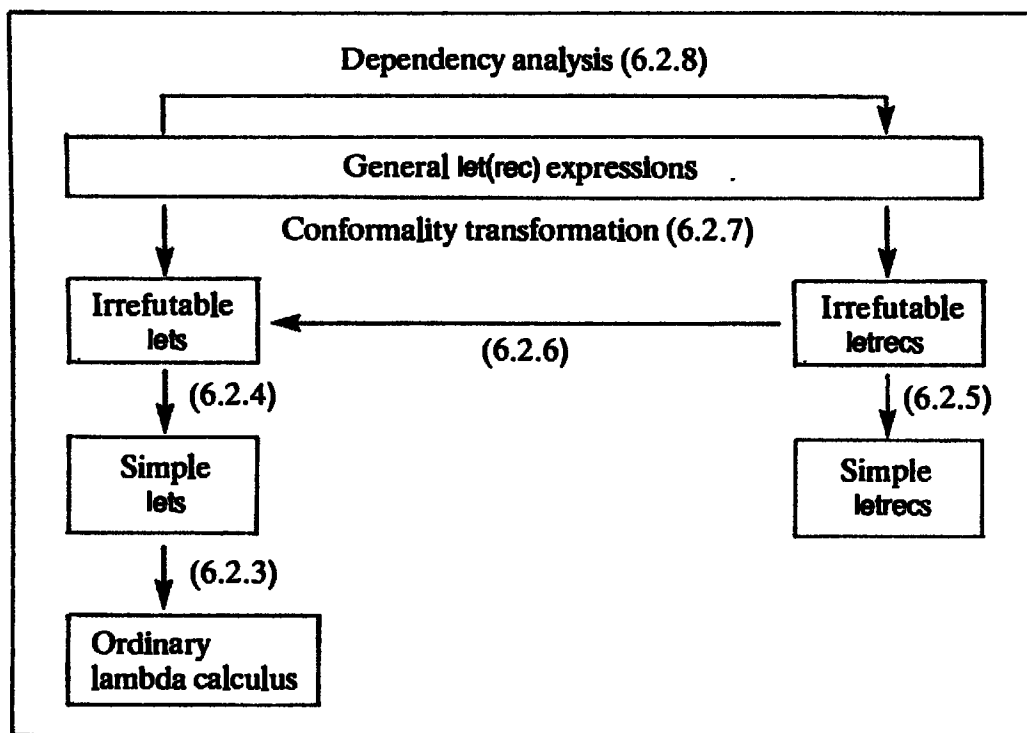 Dependency analysis (6.2.8)
General let(rec) expressions
Conformality transformation (6.2.7)
Irrefutable
lets
Irrefutable
letrecs
(6.2.6)
(6.2.4)
(6.2.5)
Simple
lets
Simple
letrecs
(6.2.3)
Ordinary
lambda calculus